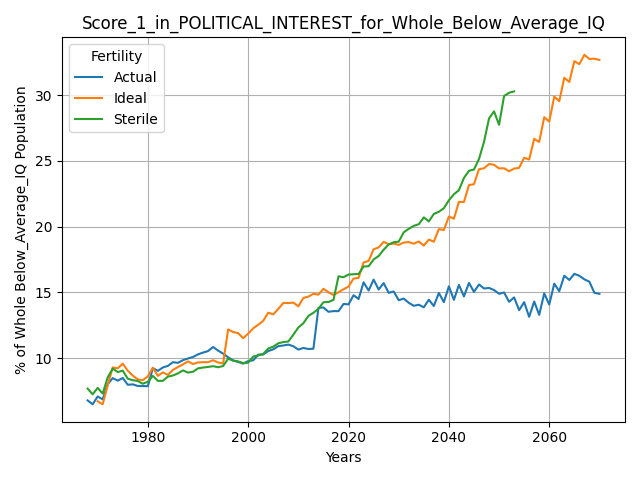 Score_1_in_POLITICAL_INTEREST_for_Whole_Below_Average_IQ
Fertility
Actual
Ideal
Sterile
% of Whole Below_Average_IQ Population
30
25
20
15
10
1980
2000
2020
2040
2060
Years